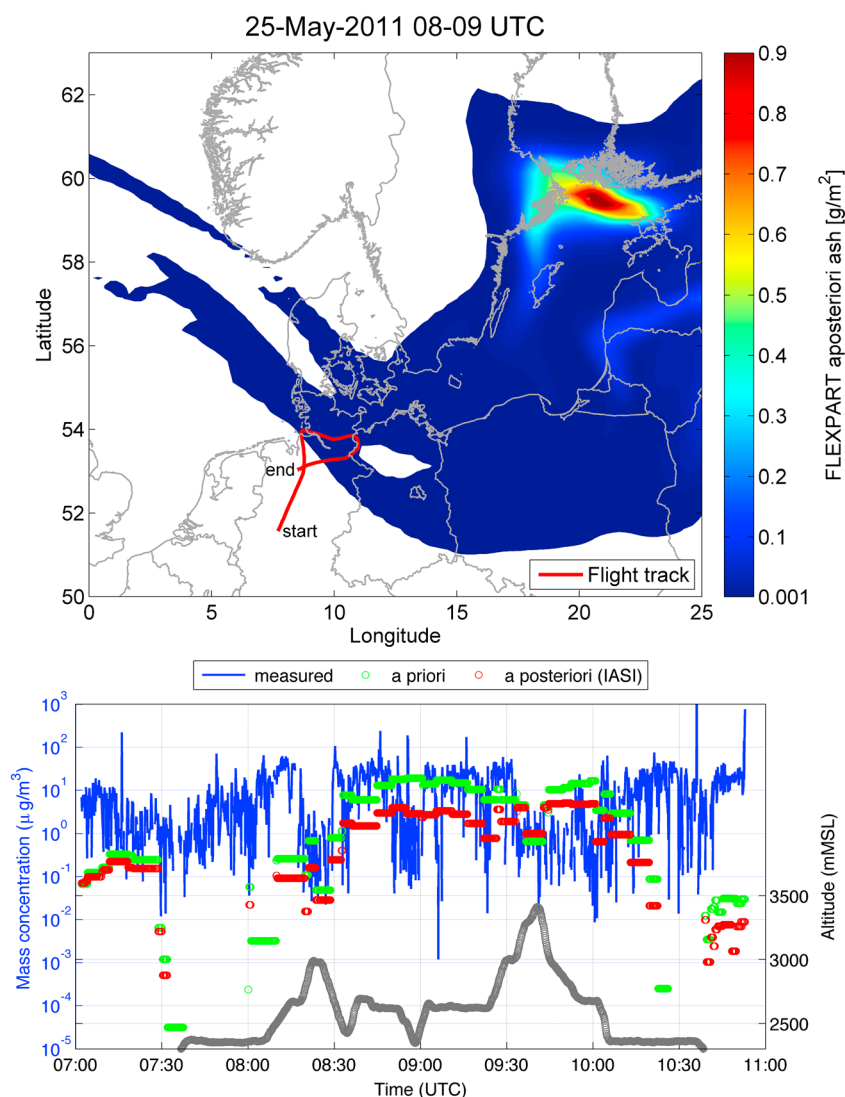 25-May-2011 08-09 UTC
62
60
58
56
54
52
50
Latitude
0
5
10
15
20
25
Longitude
end
start
Flight track
0.9
0.8
0.7
0.6
0.5
0.4
0.3
0.2
0.1
0.001
FLEXPART aposteriori ash [g/m²]
measured a priori a posteriori (IASI)
10³
10²
10¹
10⁰
10⁻¹
10⁻²
10⁻³
10⁻⁴
10⁻⁵
Mass concentration (μ g/m³)
3500
3000
2500
Altitude (mMSL)
07:00 07:30 08:00 08:30 09:00 09:30 10:00 10:30 11:00
Time (UTC)